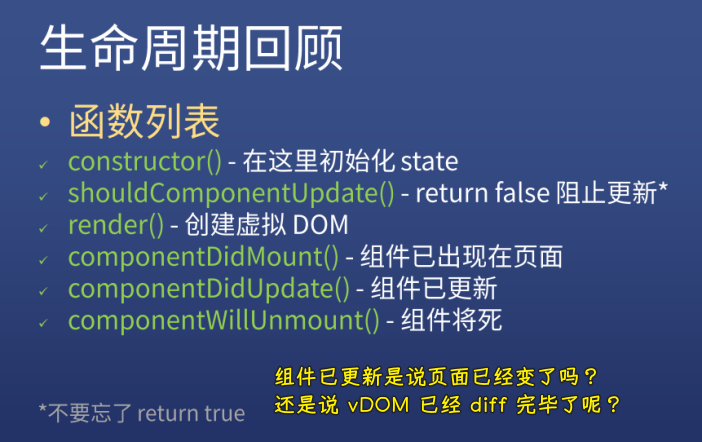 生命周期回顾
• 函数列表
✓ constructor() - 在这里初始化 state
✓ shouldComponentUpdate() - return false 阻止更新*
✓ render() - 创建虚拟 DOM
✓ componentDidMount() - 组件已出现在页面
✓ componentDidUpdate() - 组件已更新
✓ componentWillUnmount() - 组件将死
组件已更新是说页面已经变了吗？
还是说 vDOM 已经 diff 完毕了呢？
*不要忘了 return true